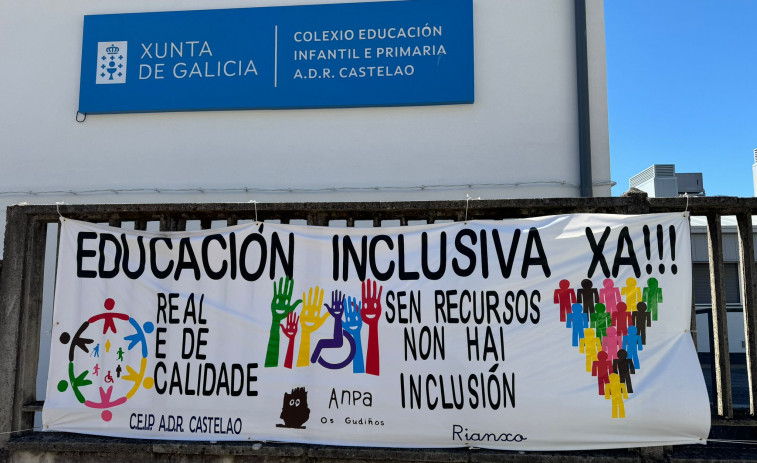 XUNTA
DE GALICIA
COLEXIO EDUCACIÓN
INFANTIL E PRIMARIA
A.D.R. CASTELAO
EDUCACIÓN INCLUSIVA XA!!!
REAL
E DE
CALIDADE
SEN RECURSOS
NON HAI
INCLUSIÓN
C.E.I.P. A.D.R. CASTELAO
Anpa
Os Gudiños
Rianxo